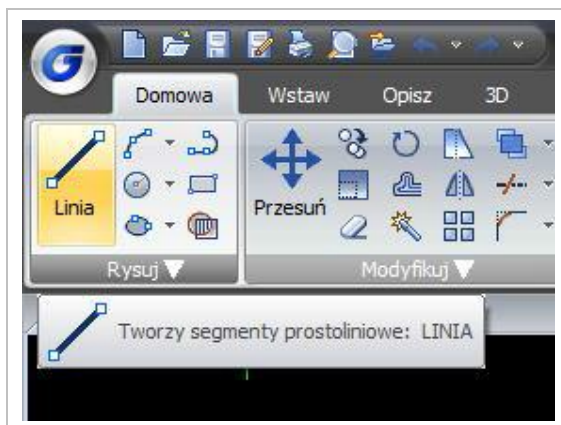 Domowa Wstaw Opisz 3D
Linia
Przesuń
Rysuj Modyfikuj
Tworzy segmenty prostoliniowe: LINIA